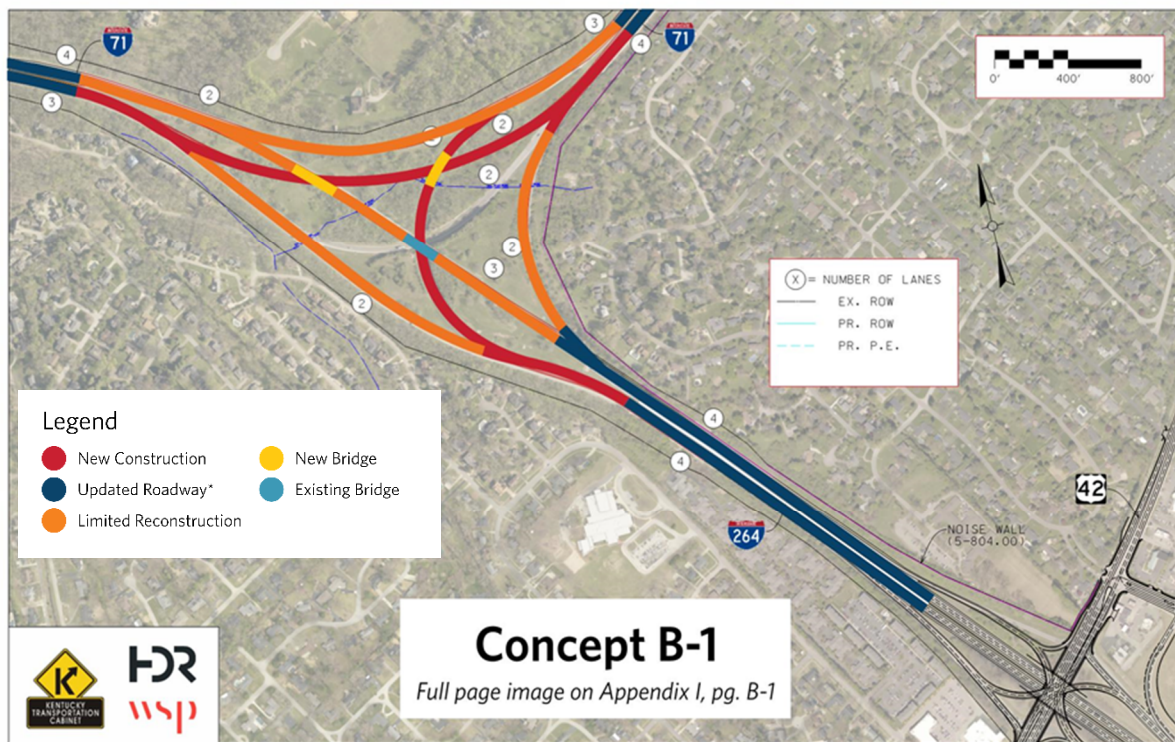 3
4
71
4
71
2
3
0' 400' 800'
2
2
2
3
2
X = NUMBER OF LANES
EX. ROW
PR. ROW
PR. P.E.
4
4
42
264
NOISE WALL
(5-804.00)
Legend
New Construction
New Bridge
Updated Roadway*
Existing Bridge
Limited Reconstruction
KENTUCKY
TRANSPORTATION
CABINET
HDR
wsp
Concept B-1
Full page image on Appendix I, pg. B-1